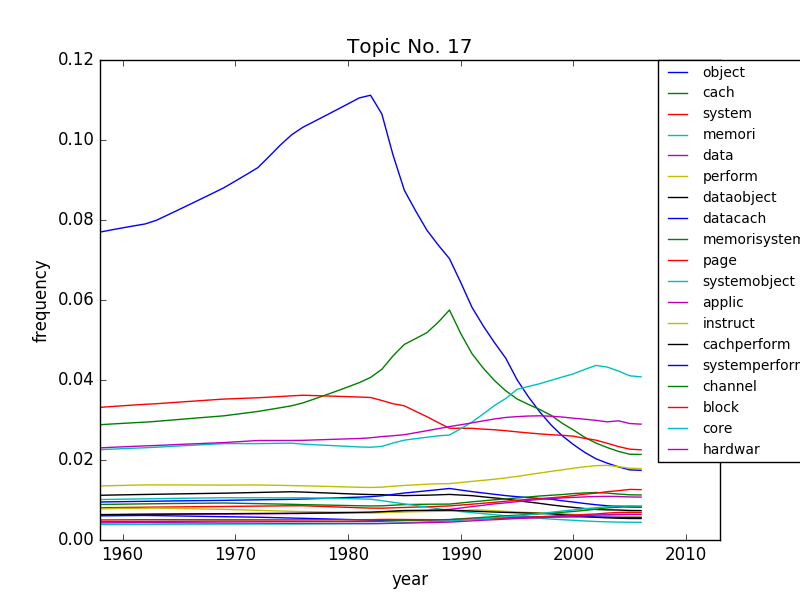 Topic No. 17
0.12
0.10
0.08
0.06
0.04
0.02
0.00
frequency
1960
1970
1980
1990
2000
2010
year
object
cach
system
memori
data
perform
dataobject
datacach
memorisystem
page
systemobject
applic
instruct
cachperform
systemperform
channel
block
core
hardwar